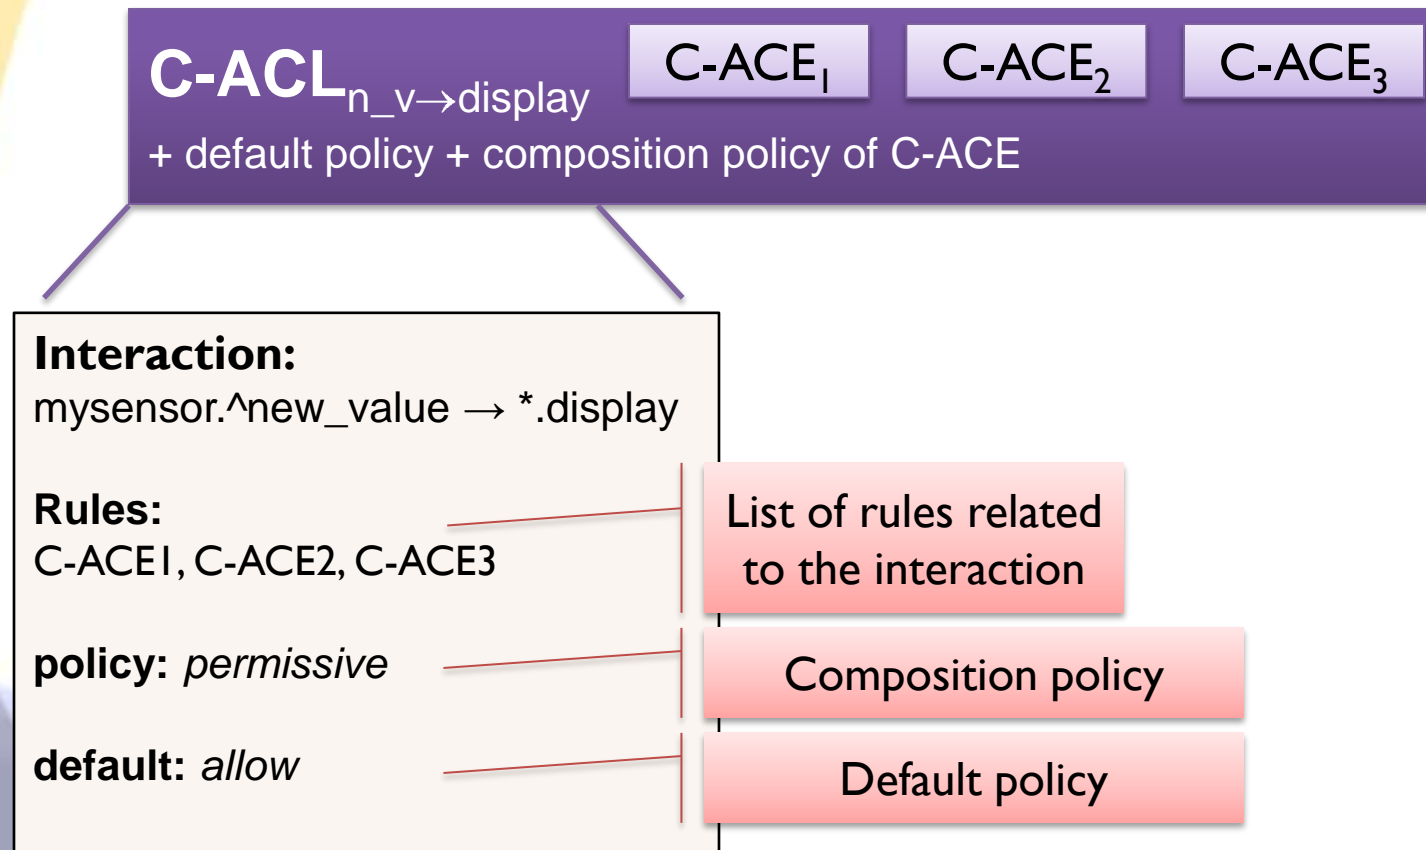 C-ACLn_v→display
C-ACE1
C-ACE2
C-ACE3
+ default policy + composition policy of C-ACE
Interaction:
mysensor.^new_value → *.display
Rules:
C-ACE1, C-ACE2, C-ACE3
policy: permissive
default: allow
List of rules related
to the interaction
Composition policy
Default policy